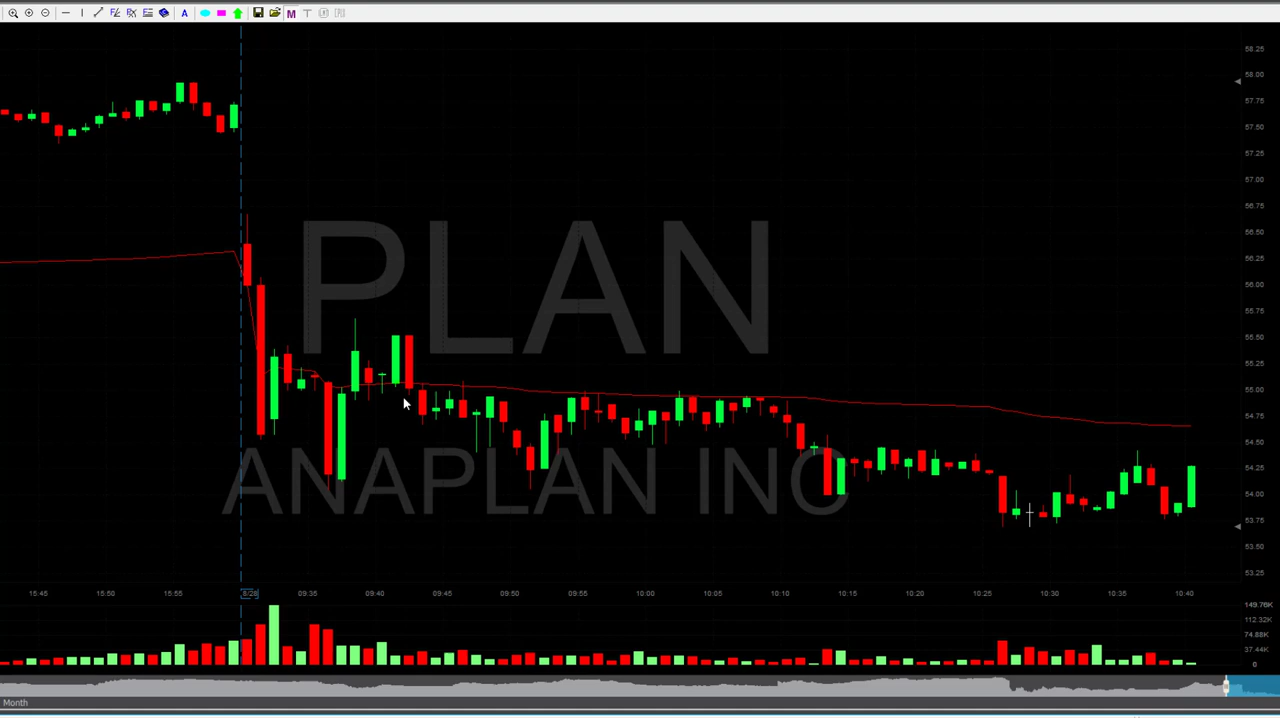 A
M
T
58.25
58.00
57.75
57.50
57.25
57.00
56.75
56.50
56.25
56.00
55.75
55.50
55.25
55.00
54.75
54.50
54.25
54.00
53.75
53.50
53.25
PLAN
ANAPLAN INC
15:45 15:50 15:55 8/28 09:35 09:40 09:45 09:50 09:55 10:00 10:05 10:10 10:15 10:20 10:25 10:30 10:35 10:40
149.76K
112.32K
74.88K
37.44K
0
Month